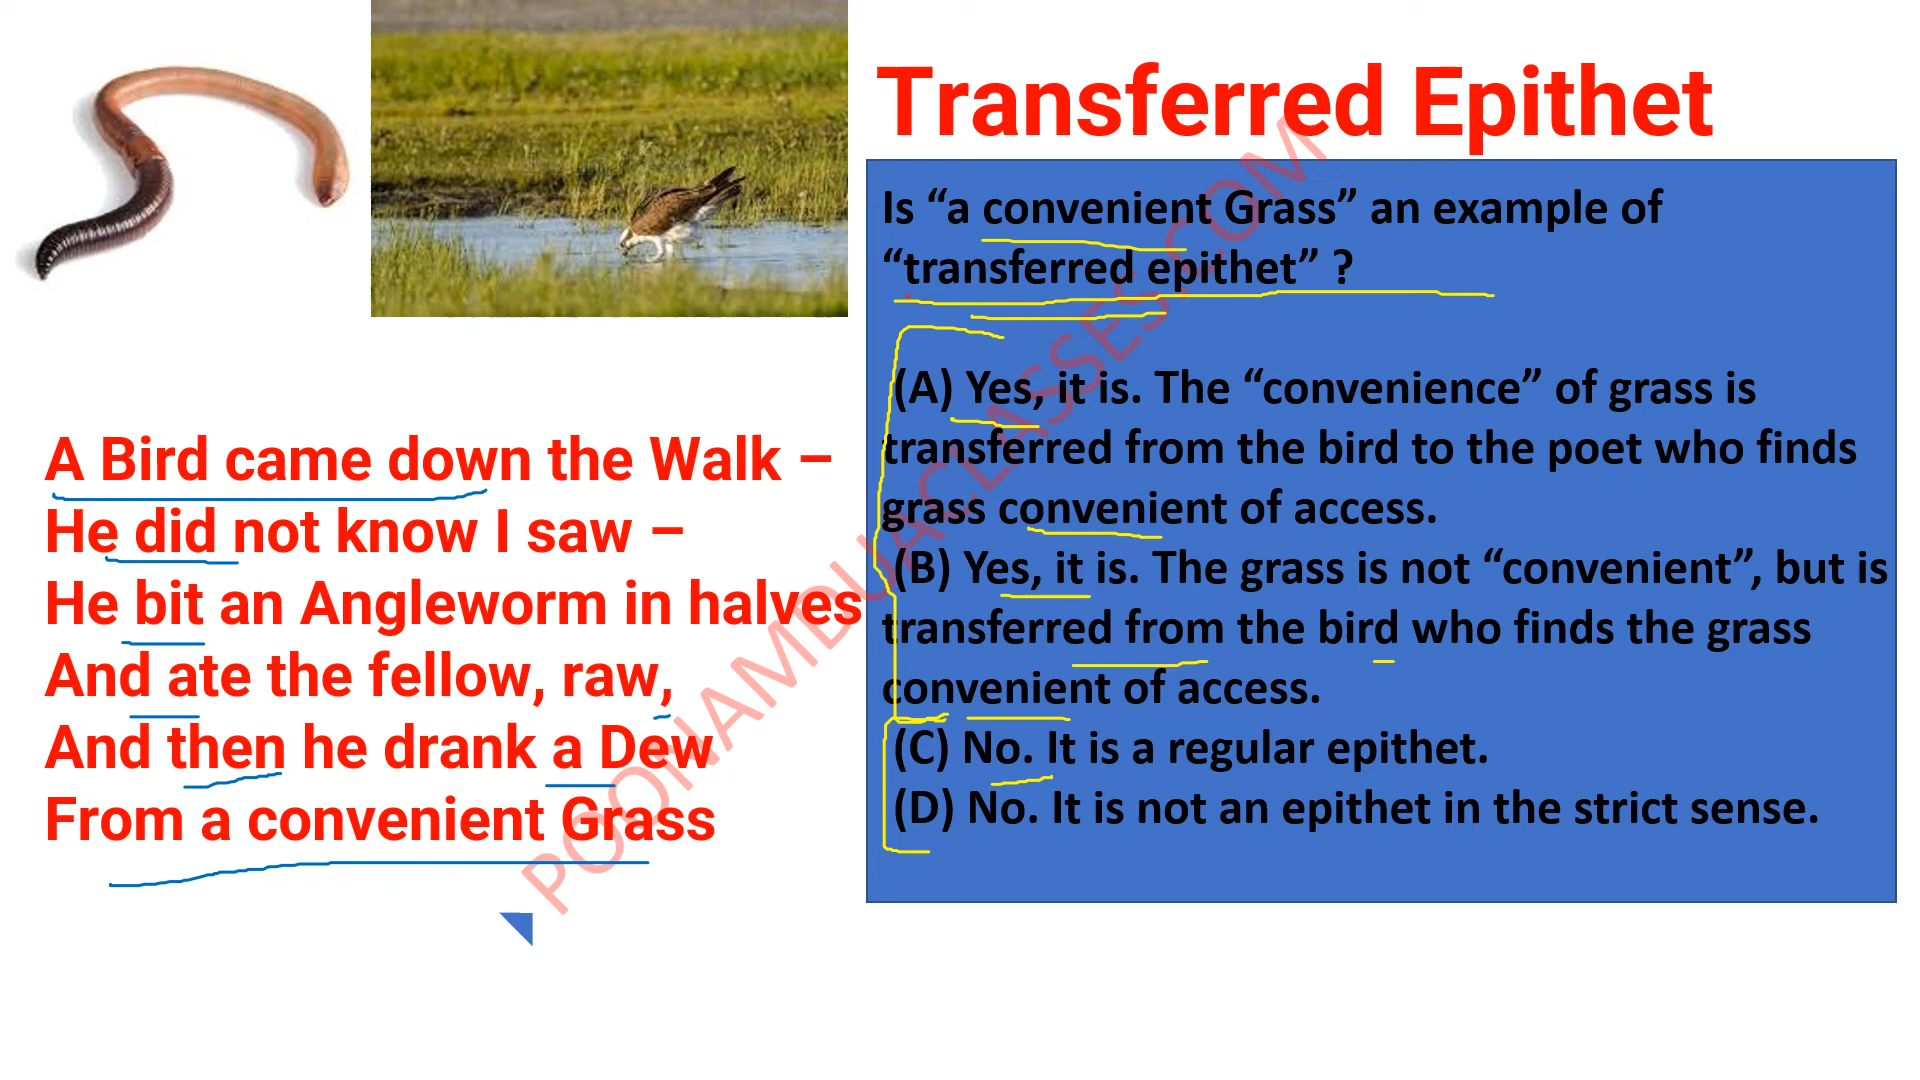 Transferred Epithet
Is “a convenient Grass” an example of
“transferred epithet” ?
(A) Yes, it is. The “convenience” of grass is
transferred from the bird to the poet who finds
grass convenient of access.
(B) Yes, it is. The grass is not “convenient”, but is
transferred from the bird who finds the grass
convenient of access.
(C) No. It is a regular epithet.
(D) No. It is not an epithet in the strict sense.
A Bird came down the Walk –
He did not know I saw –
He bit an Angleworm in halves
And ate the fellow, raw,
And then he drank a Dew
From a convenient Grass
POONAMDUACLASSES.COM